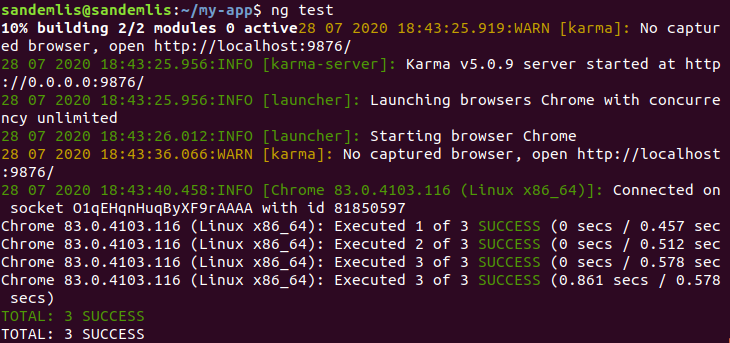 sandemlis@sandemlis:~/my-app$ ng test
10% building 2/2 modules 0 active28 07 2020 18:43:25.919:WARN [karma]: No captur
ed browser, open http://localhost:9876/
28 07 2020 18:43:25.956:INFO [karma-server]: Karma v5.0.9 server started at http
://0.0.0.0:9876/
28 07 2020 18:43:25.956:INFO [launcher]: Launching browsers Chrome with concurre
ncy unlimited
28 07 2020 18:43:26.012:INFO [launcher]: Starting browser Chrome
28 07 2020 18:43:36.066:WARN [karma]: No captured browser, open http://localhost
:9876/
28 07 2020 18:43:40.458:INFO [Chrome 83.0.4103.116 (Linux x86_64)]: Connected on
 socket O1qEHqnHuqByXF9rAAAA with id 81850597
Chrome 83.0.4103.116 (Linux x86_64): Executed 1 of 3 SUCCESS (0 secs / 0.457 sec
Chrome 83.0.4103.116 (Linux x86_64): Executed 2 of 3 SUCCESS (0 secs / 0.512 sec
Chrome 83.0.4103.116 (Linux x86_64): Executed 3 of 3 SUCCESS (0 secs / 0.578 sec
Chrome 83.0.4103.116 (Linux x86_64): Executed 3 of 3 SUCCESS (0.861 secs / 0.578
 secs)
TOTAL: 3 SUCCESS
TOTAL: 3 SUCCESS